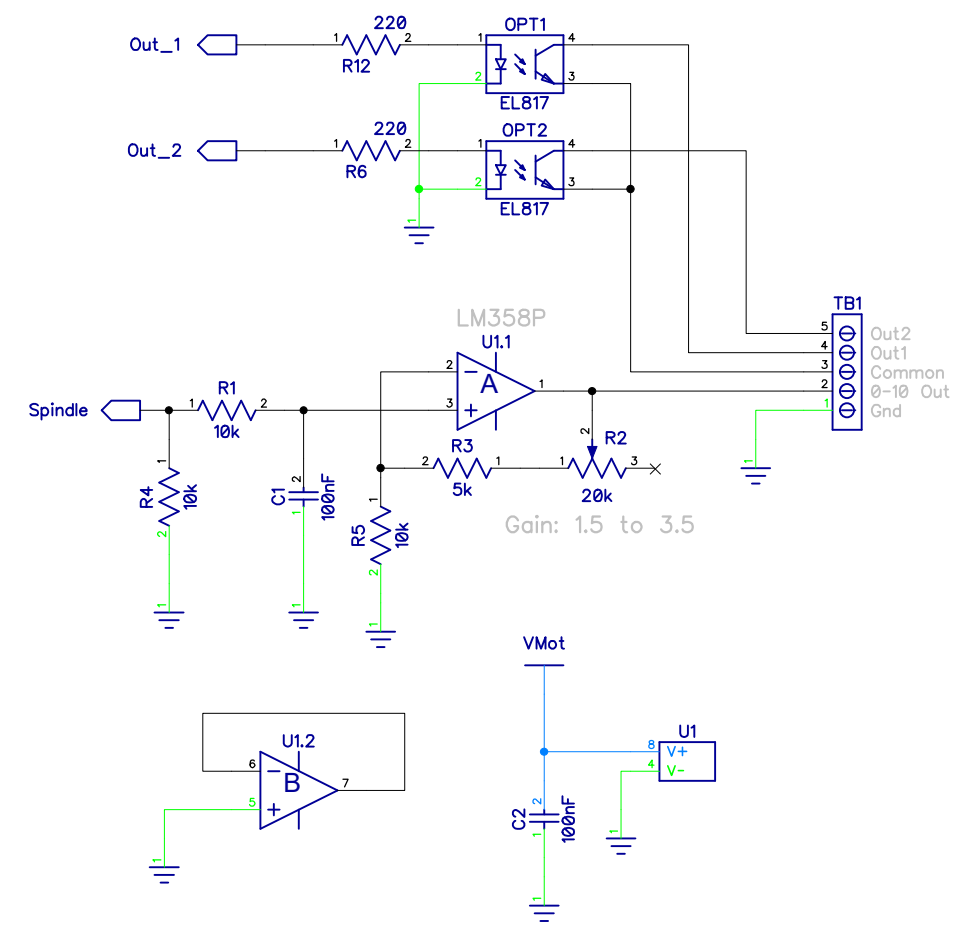 220
OPT1
Out_1
1
2
1
4
R12
2
3
EL817
220
OPT2
Out_2
1
2
1
4
R6
2
3
EL817
1
TB1
LM358P
U1.1
5
Out2
4
Out1
2
A
3
Common
R1
1
2
0-10 Out
Spindle
1
2
3
1
Gnd
10k
2
R2
R3
1
2
1
1
3
5k
20k
1
R4
10k
2
C1
2
100nF
1
1
R5
10k
2
Gain: 1.5 to 3.5
1
1
1
1
VMot
U1.2
U1
6
B
8
V+
7
4
V-
5
2
C2
100nF
1
1
1
1